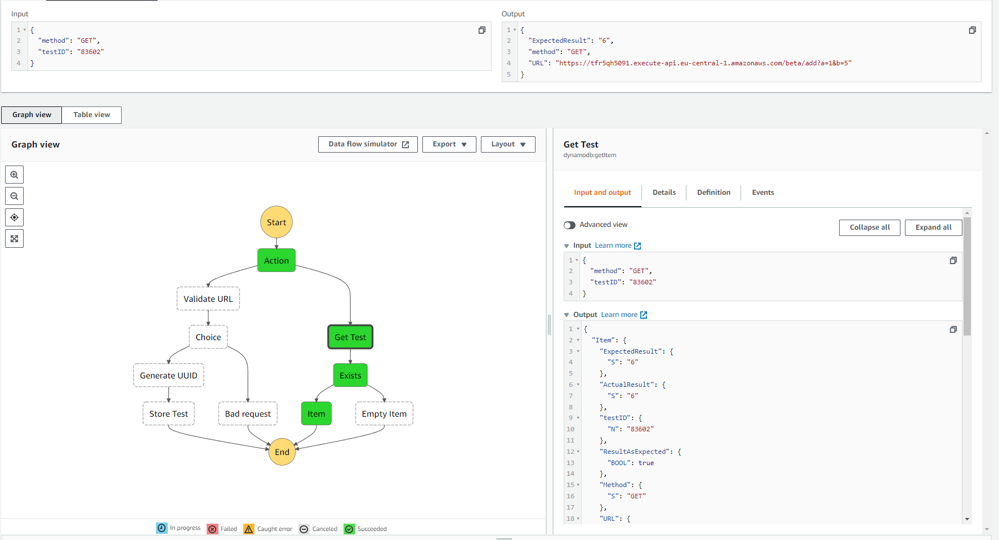 Input
1 {
2 "method": "GET",
3 "testID": "83602"
4 }
Output
1 {
2 "ExpectedResult": "6",
3 "method": "GET",
4 "URL": "https://tfr5qh5091.execute-api.eu-central-1.amazonaws.com/beta/add?a=1&b=5"
5 }
Graph view
Table view
Graph view
Data flow simulator
Export
Layout
Start
Action
Validate URL
Choice
Get Test
Generate UUID
Exists
Store Test
Bad request
Item
Empty Item
End
In progress
Failed
Caught error
Canceled
Succeeded
Get Test
dynamodb:getItem
Input and output
Details
Definition
Events
Advanced view
Collapse all
Expand all
Input Learn more
1 {
2 "method": "GET",
3 "testID": "83602"
4 }
Output Learn more
1 {
2 "Item": {
3 "ExpectedResult": {
4 "S": "6"
5 },
6 "ActualResult": {
7 "S": "6"
8 },
9 "testID": {
10 "N": "83602"
11 },
12 "ResultAsExpected": {
13 "BOOL": true
14 },
15 "Method": {
16 "S": "GET"
17 },
18 "URL": {